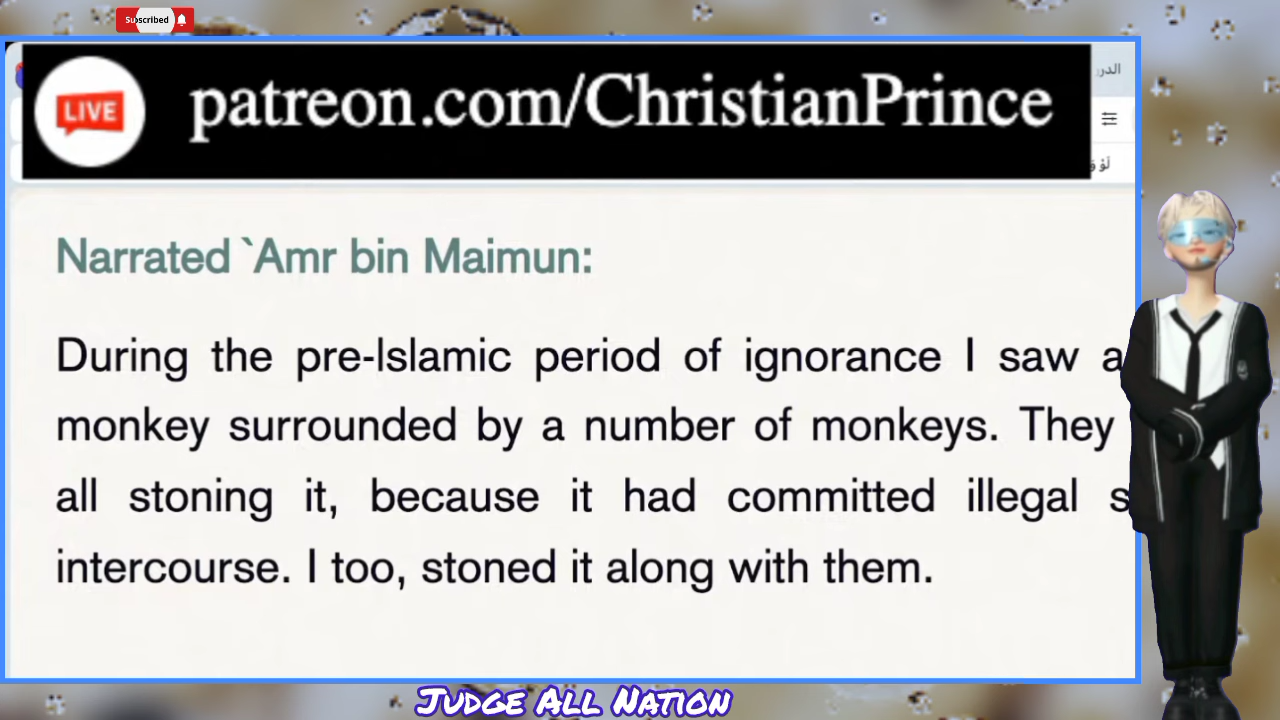 Subscribed
LIVE
patreon.com/ChristianPrince
الدرر
Narrated `Amr bin Maimun:
During the pre-Islamic period of ignorance I saw a
monkey surrounded by a number of monkeys. They
all stoning it, because it had committed illegal s
intercourse. I too, stoned it along with them.
JUDGE ALL NATION